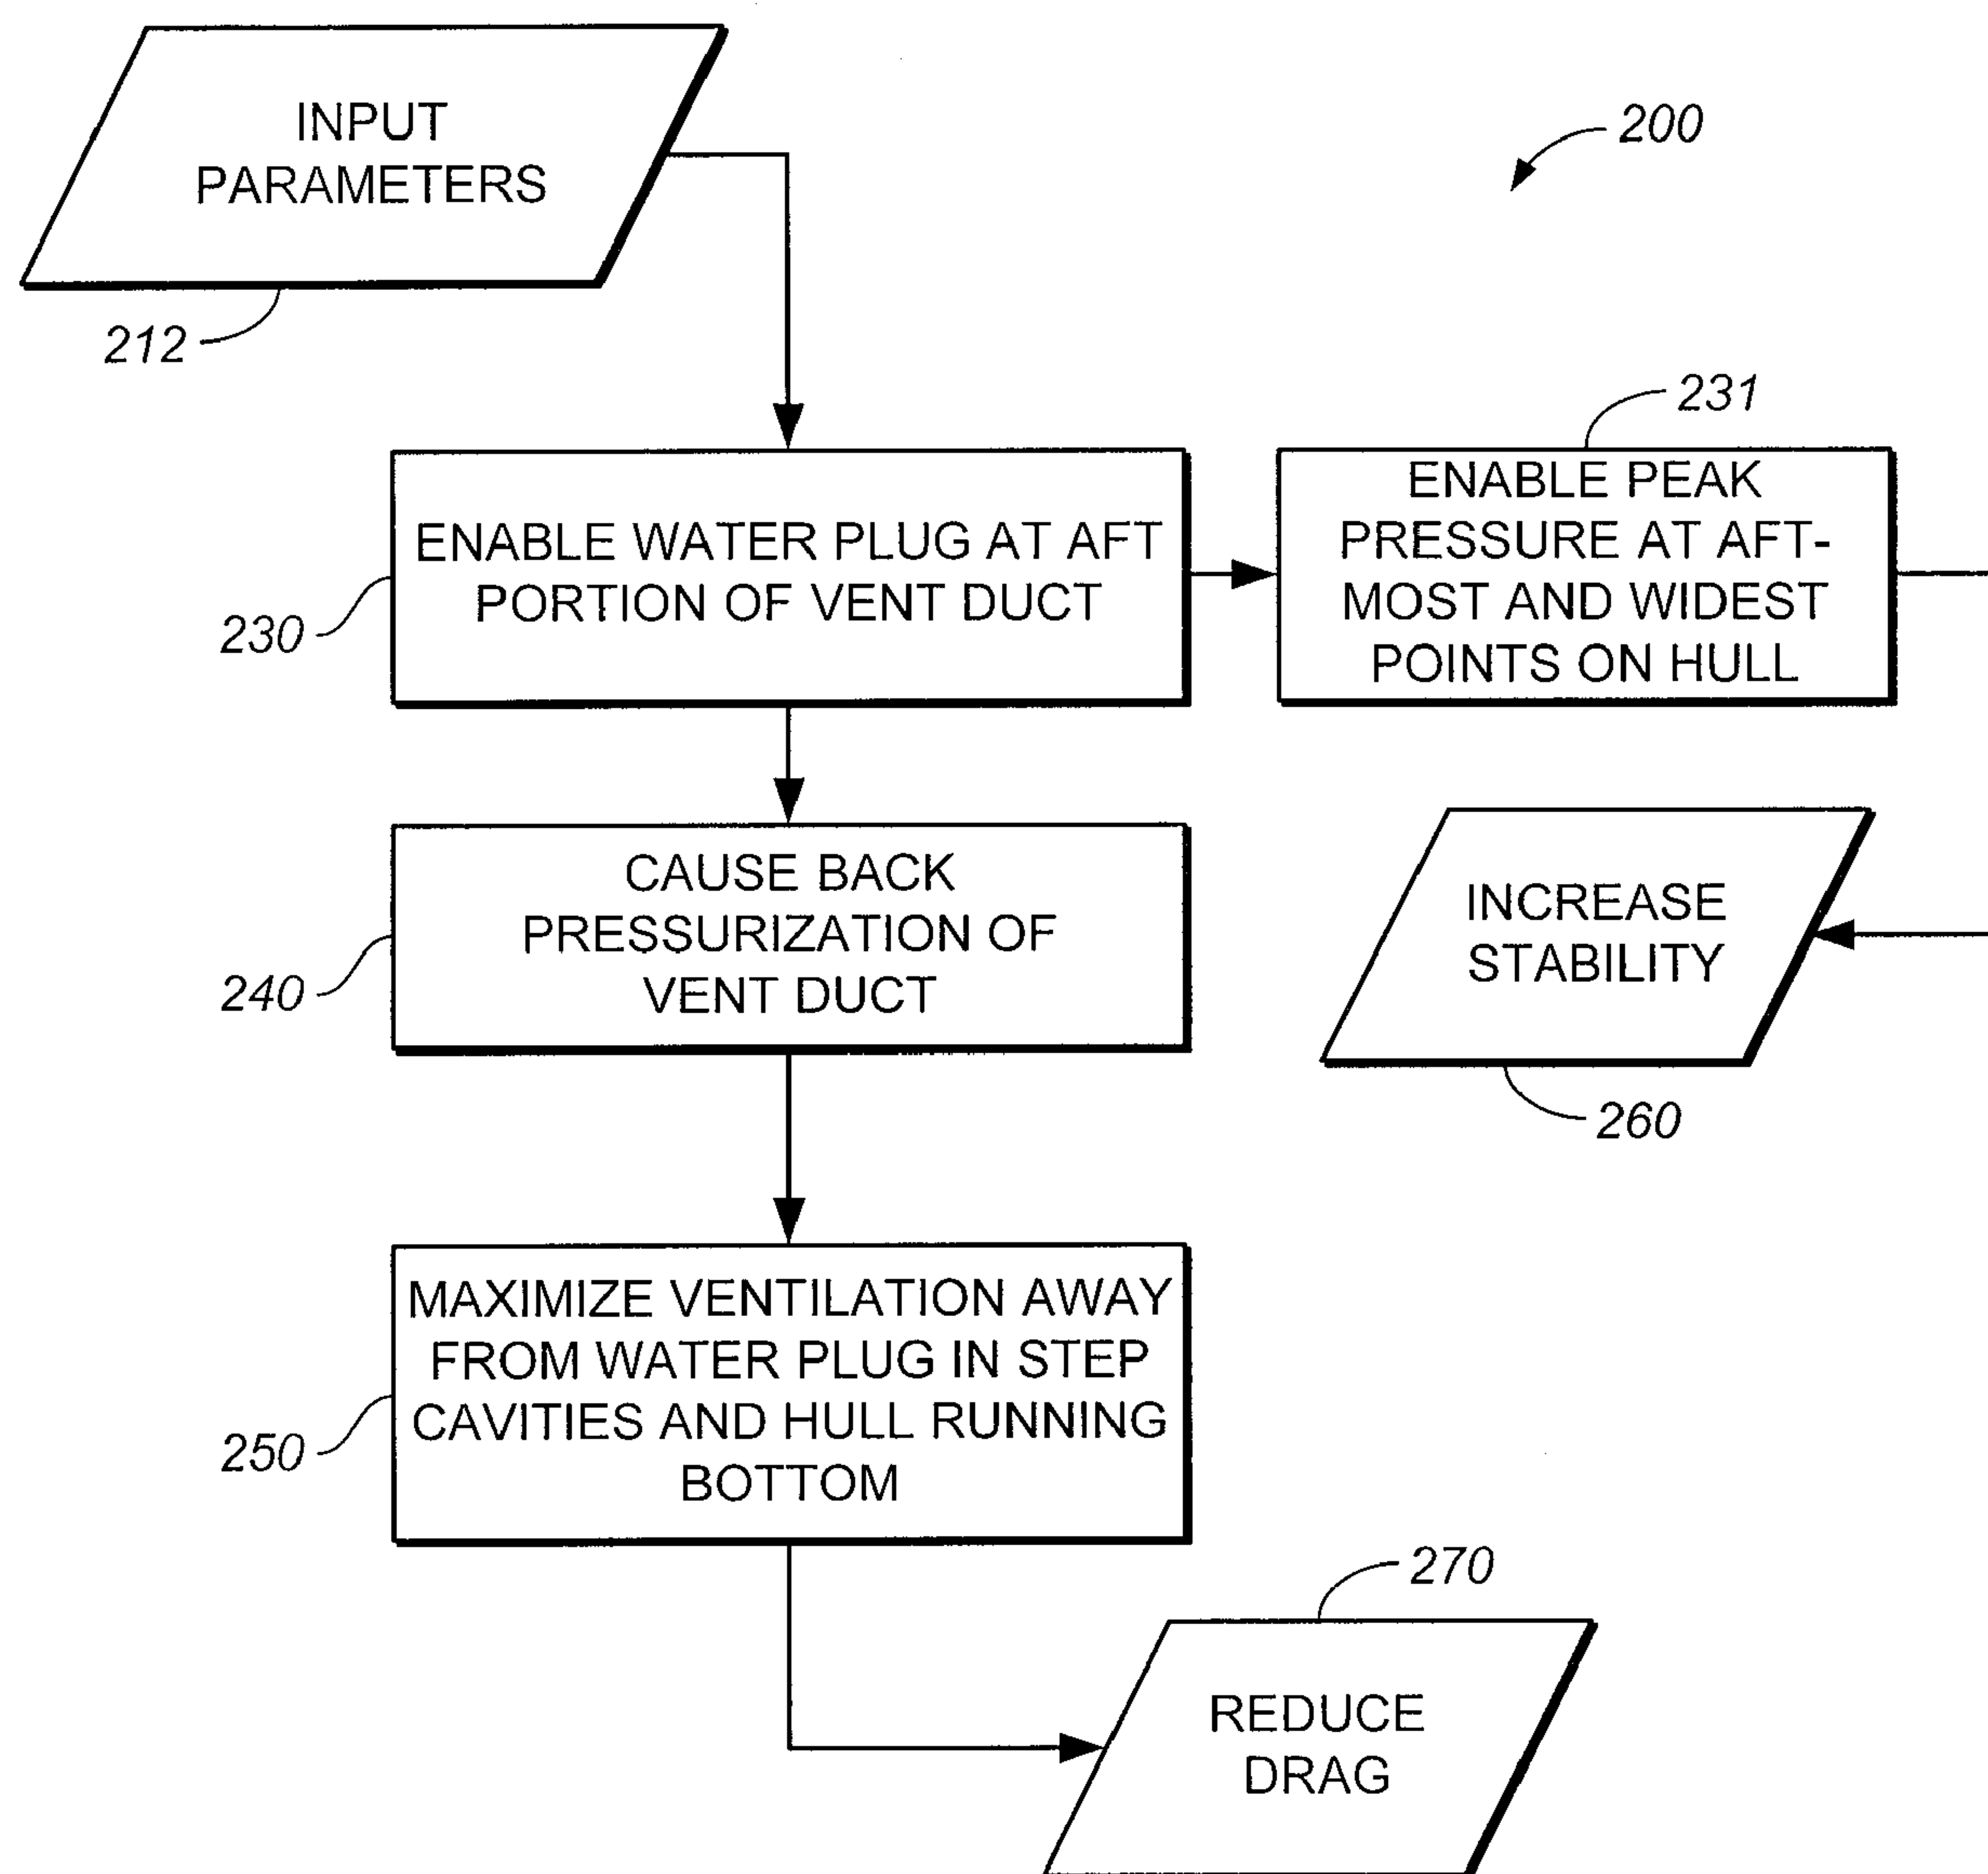 INPUT
PARAMETERS
200
212
231
ENABLE WATER PLUG AT AFT
PORTION OF VENT DUCT
230
ENABLE PEAK
PRESSURE AT AFT-
MOST AND WIDEST
POINTS ON HULL
CAUSE BACK
PRESSURIZATION OF
VENT DUCT
240
INCREASE
STABILITY
260
MAXIMIZE VENTILATION AWAY
FROM WATER PLUG IN STEP
CAVITIES AND HULL RUNNING
BOTTOM
250
270
REDUCE
DRAG